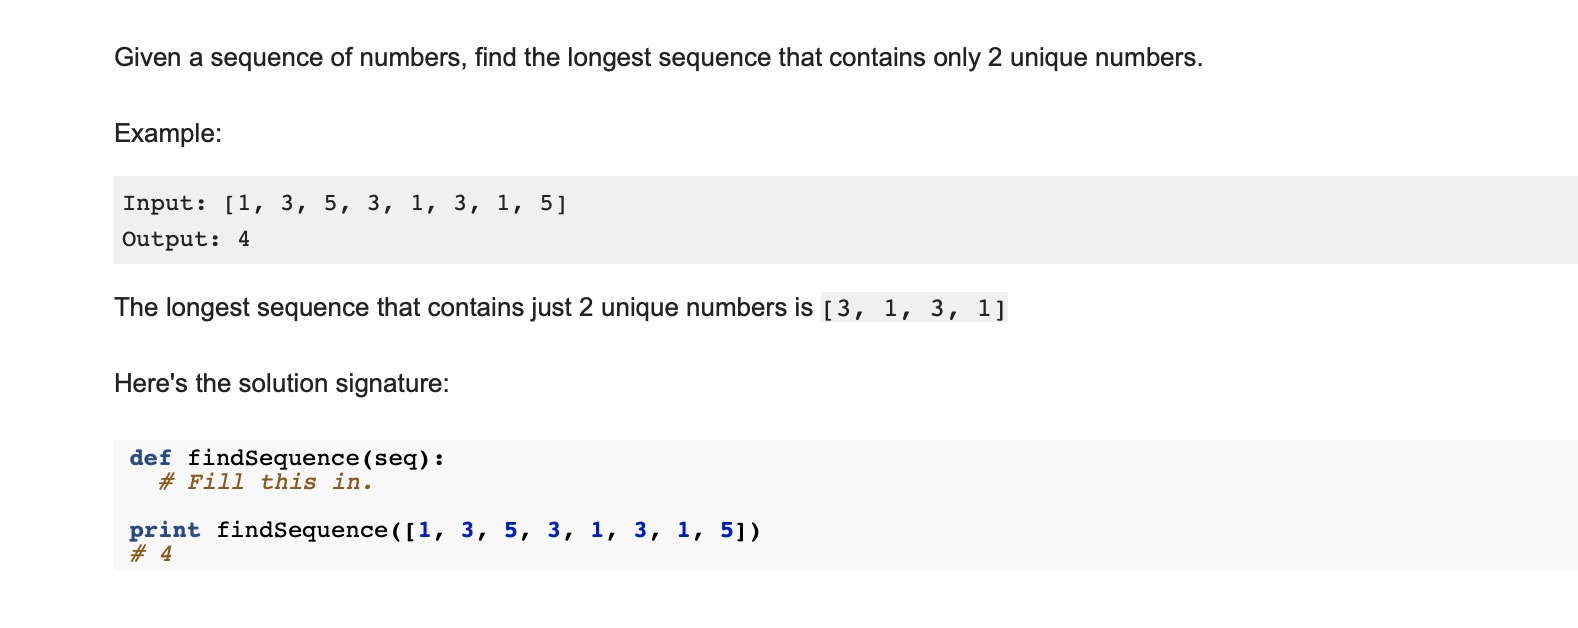 Given a sequence of numbers, find the longest sequence that contains only 2 unique numbers.
Example:
Input: [1, 3, 5, 3, 1, 3, 1, 5]
Output: 4
The longest sequence that contains just 2 unique numbers is [3, 1, 3, 1]
Here's the solution signature:
def findSequence(seq):
  # Fill this in.
print findSequence([1, 3, 5, 3, 1, 3, 1, 5])
# 4